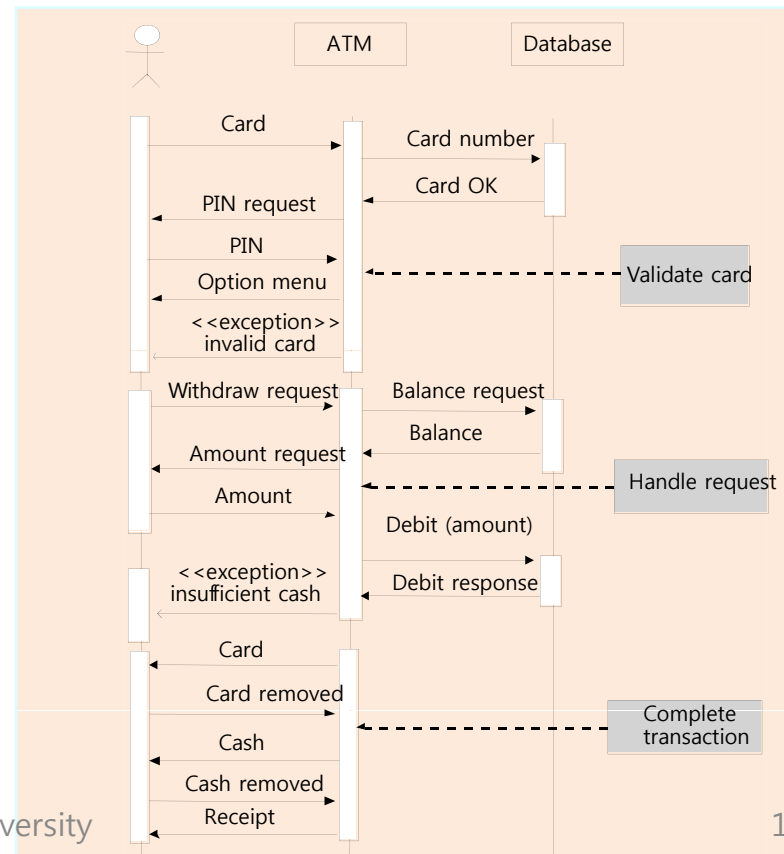 ATM
Database
Card
Card number
Card OK
PIN request
PIN
Validate card
Option menu
<<exception>>
invalid card
Withdraw request
Balance request
Balance
Amount request
Handle request
Amount
Debit (amount)
<<exception>>
Debit response
insufficient cash
Card
Card removed
Complete
transaction
Cash
Cash removed
Receipt
versity
1